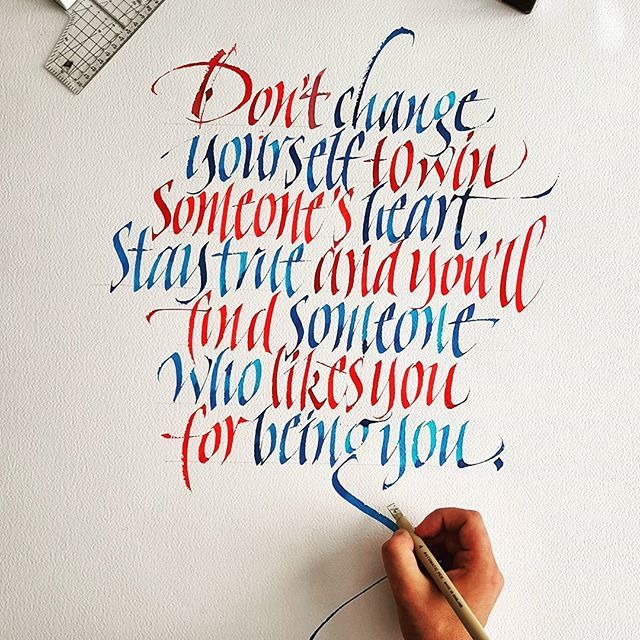 Don't change
yourself to win
Someone's heart.
Stay true and you'll
find someone
who likes you
for being you.